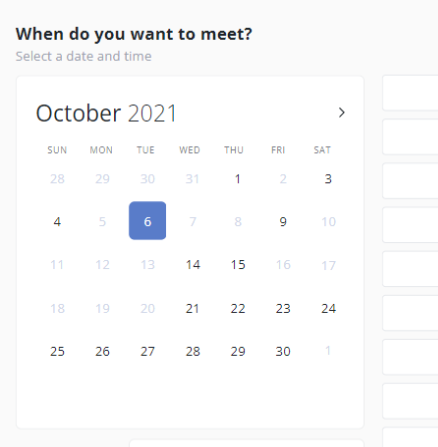 When do you want to meet?
Select a date and time
October 2021
SUN MON TUE WED THU FRI SAT
28 29 30 31 1 2 3
4 5 6 7 8 9 10
11 12 13 14 15 16 17
18 19 20 21 22 23 24
25 26 27 28 29 30 1